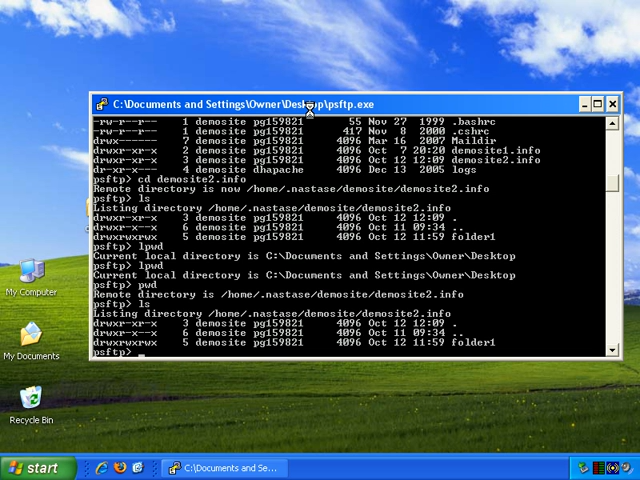 C:\Documents and Settings\Owner\Desktop\psftp.exe
-rw-r--r-- 1 demosite pg159821 55 Nov 27 1999 .bashrc
-rw-r--r-- 1 demosite pg159821 417 Nov 8 2000 .cshrc
drwx------ 7 demosite pg159821 4096 Mar 16 2007 Maildir
drwxr-xr-x 2 demosite pg159821 4096 Oct 7 20:20 demosite1.info
drwxr-xr-x 3 demosite pg159821 4096 Oct 12 12:09 demosite2.info
dr-xr-x--- 4 demosite dhapache 4096 Dec 13 2005 logs
psftp> cd demosite2.info
Remote directory is now /home/.nastase/demosite/demosite2.info
psftp> ls
Listing directory /home/.nastase/demosite/demosite2.info
drwxr-xr-x 3 demosite pg159821 4096 Oct 12 12:09 .
drwxr-x--x 6 demosite pg159821 4096 Oct 11 09:34 ..
drwxrwxrwx 5 demosite pg159821 4096 Oct 12 11:59 folder1
psftp> lpwd
Current local directory is C:\Documents and Settings\Owner\Desktop
psftp> lpwd
Current local directory is C:\Documents and Settings\Owner\Desktop
psftp> pwd
Remote directory is /home/.nastase/demosite/demosite2.info
psftp> ls
Listing directory /home/.nastase/demosite/demosite2.info
drwxr-xr-x 3 demosite pg159821 4096 Oct 12 12:09 .
drwxr-x--x 6 demosite pg159821 4096 Oct 11 09:34 ..
drwxrwxrwx 5 demosite pg159821 4096 Oct 12 11:59 folder1
psftp> _
My Computer
My Documents
Recycle Bin
start
C:\Documents and Se...